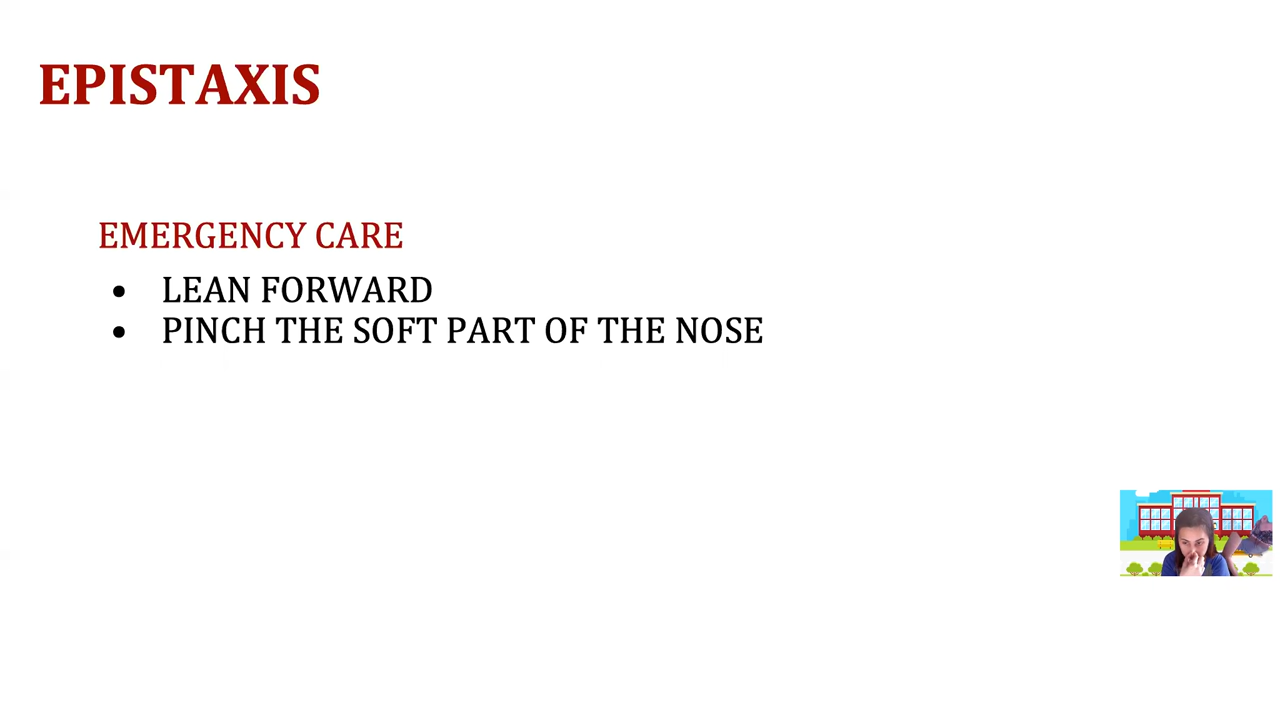 EPISTAXIS
EMERGENCY CARE
• LEAN FORWARD
• PINCH THE SOFT PART OF THE NOSE